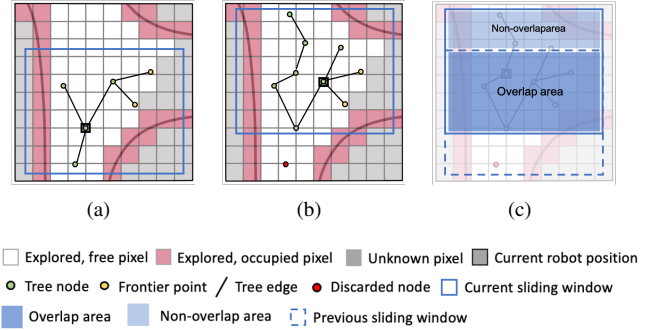 Non-overlaparea
Overlap area
(a) (b) (c)
Explored, free pixel Explored, occupied pixel Unknown pixel Current robot position
Tree node Frontier point Tree edge Discarded node Current sliding window
Overlap area Non-overlap area Previous sliding window